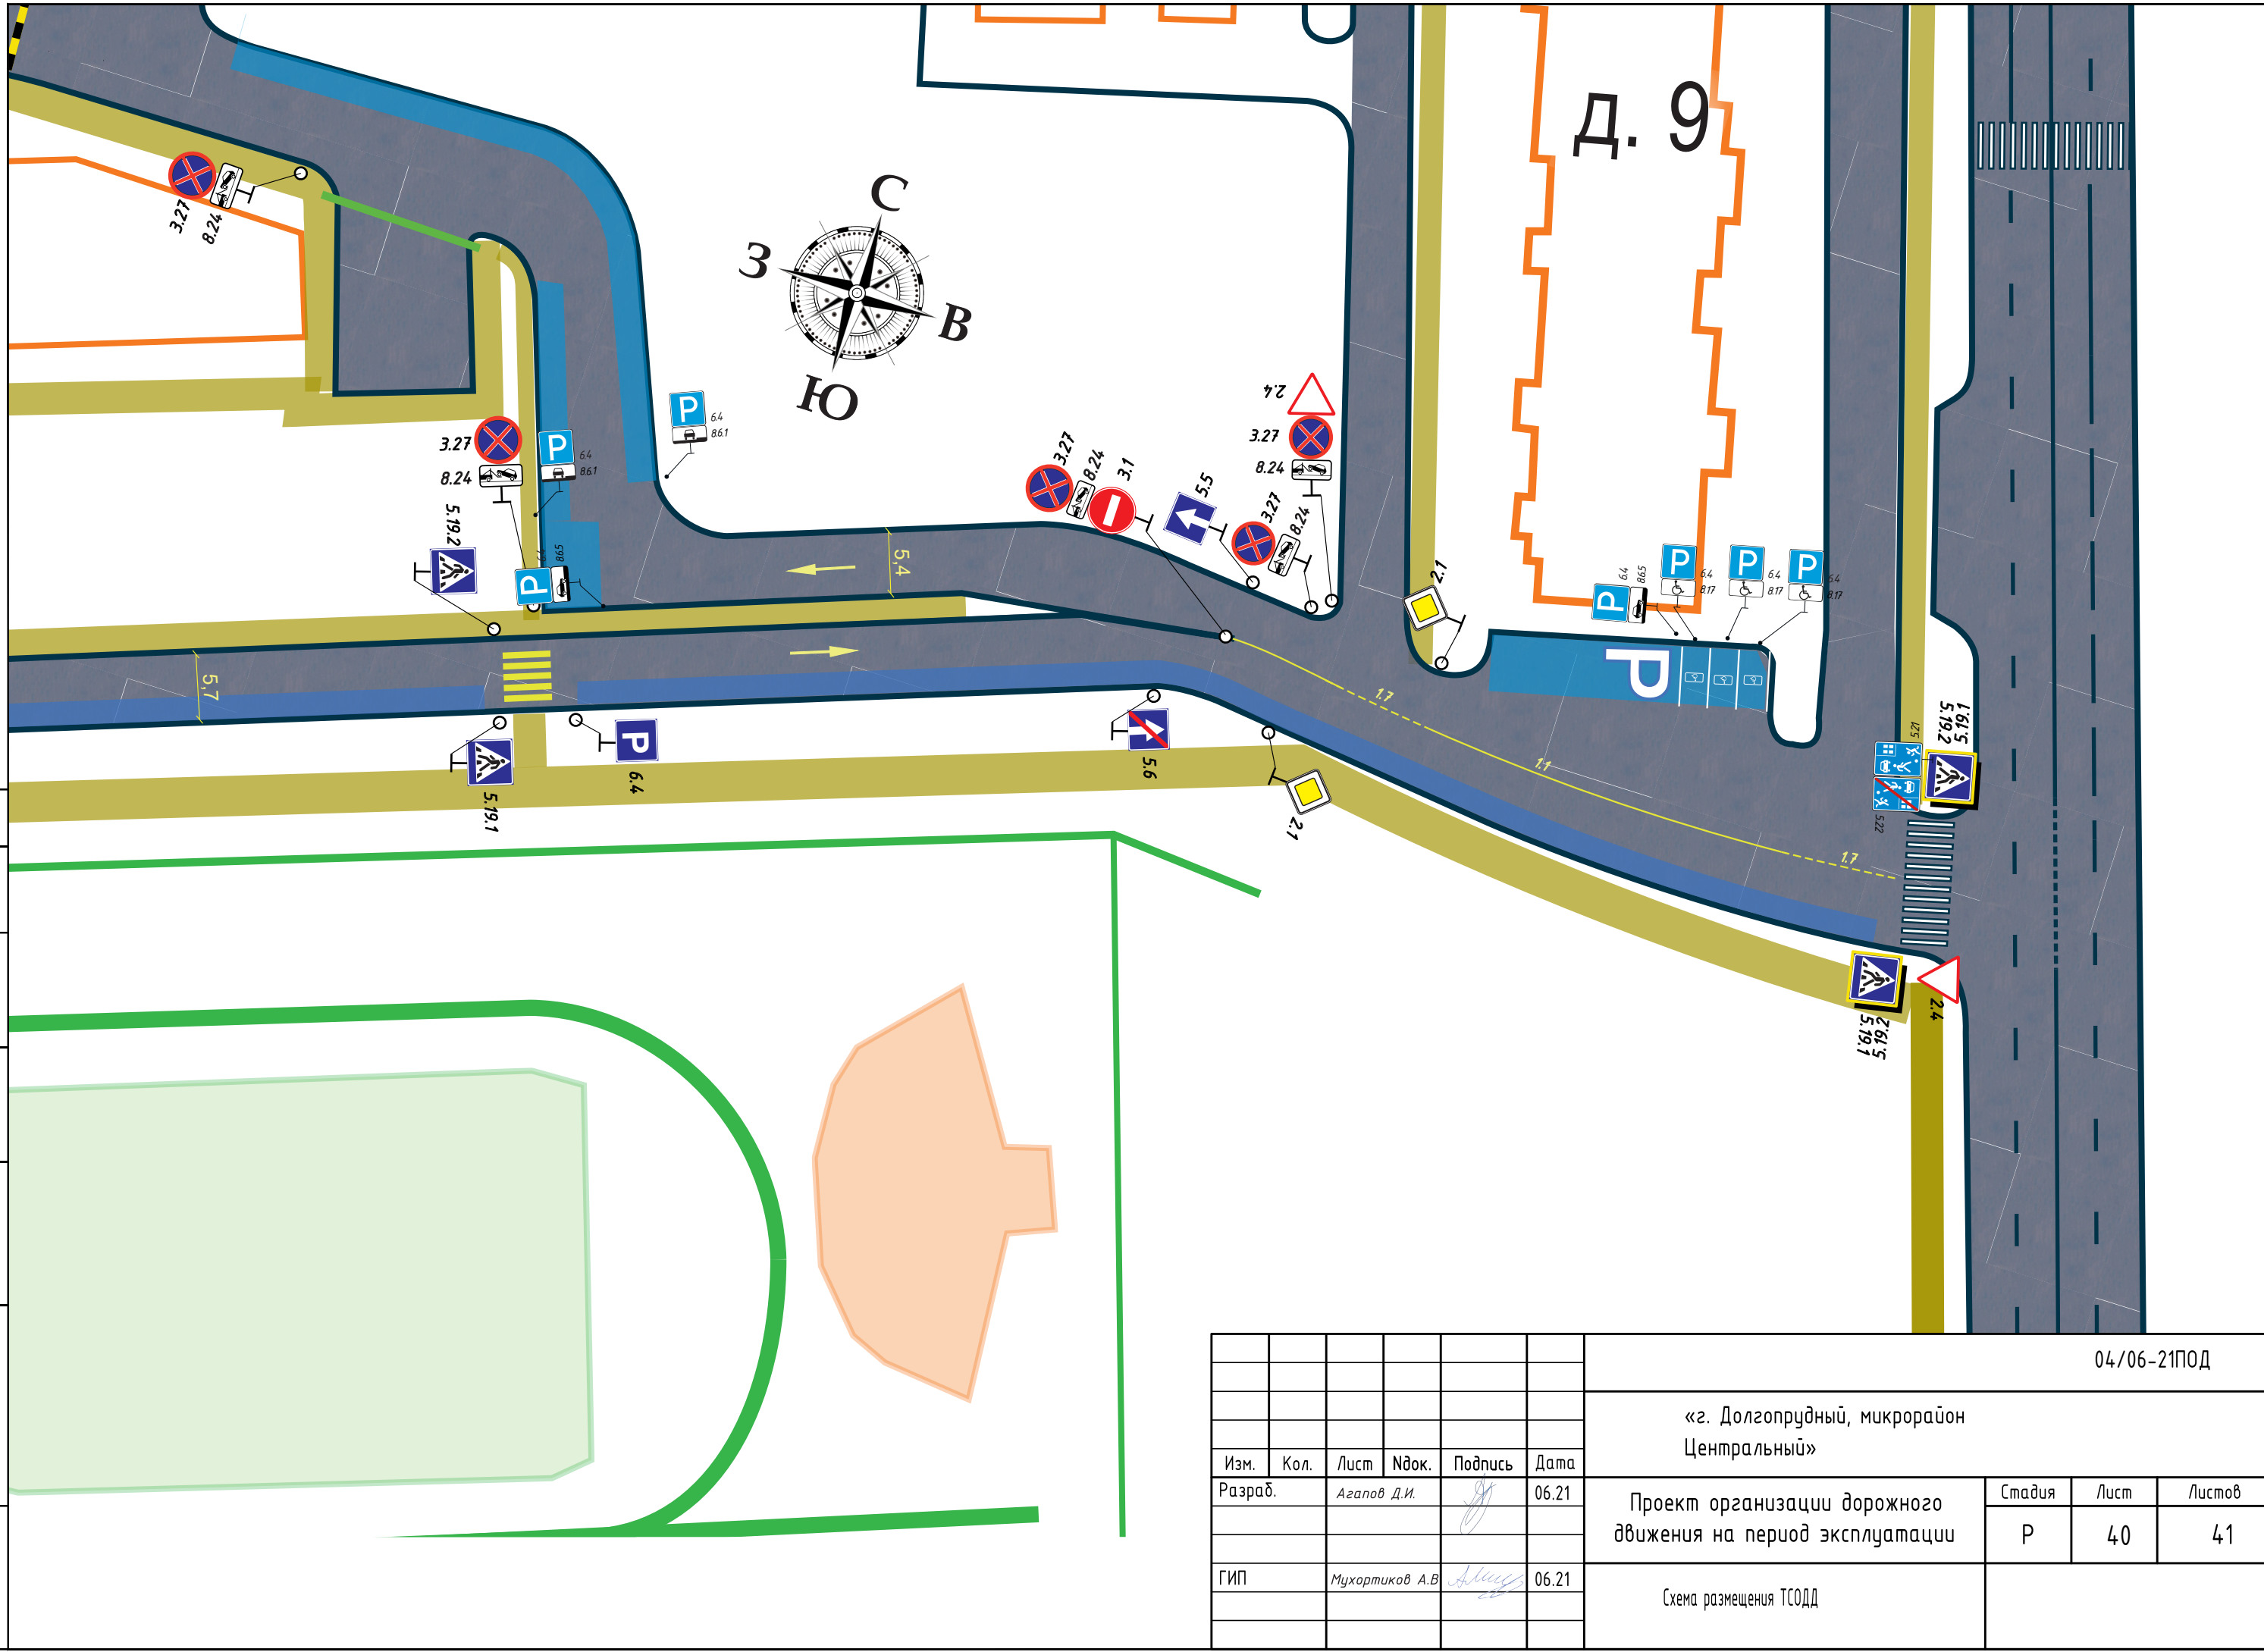 д. 9
С
З
В
Ю
3.27
8.24
3.27
8.24
5.19.2
P
6.4
8.6.1
P
6.4
8.6.1
P
8.6.5
3.27
8.24
3.1
5.5
3.27
8.24
2.4
3.27
8.24
2.1
P
6.4
8.6.5
P
6.4
8.17
P
6.4
8.17
P
6.4
8.17
P
5,4
5,7
1.7
1.1
1.7
5.21
5.22
5.19.1
5.19.2
P
6.4
5.19.1
5.6
2.1
5.19.2
5.19.1
2.4
04/06-21ПОД
«г. Долгопрудный, микрорайон
Центральный»
Изм. Кол. Лист Nдок. Подпись Дата
Разраб. Агапов Д.И. 06.21
ГИП Мухортиков А.В 06.21
Проект организации дорожного
движения на период эксплуатации
Стадия Лист Листов
Р 40 41
Схема размещения ТСОДД